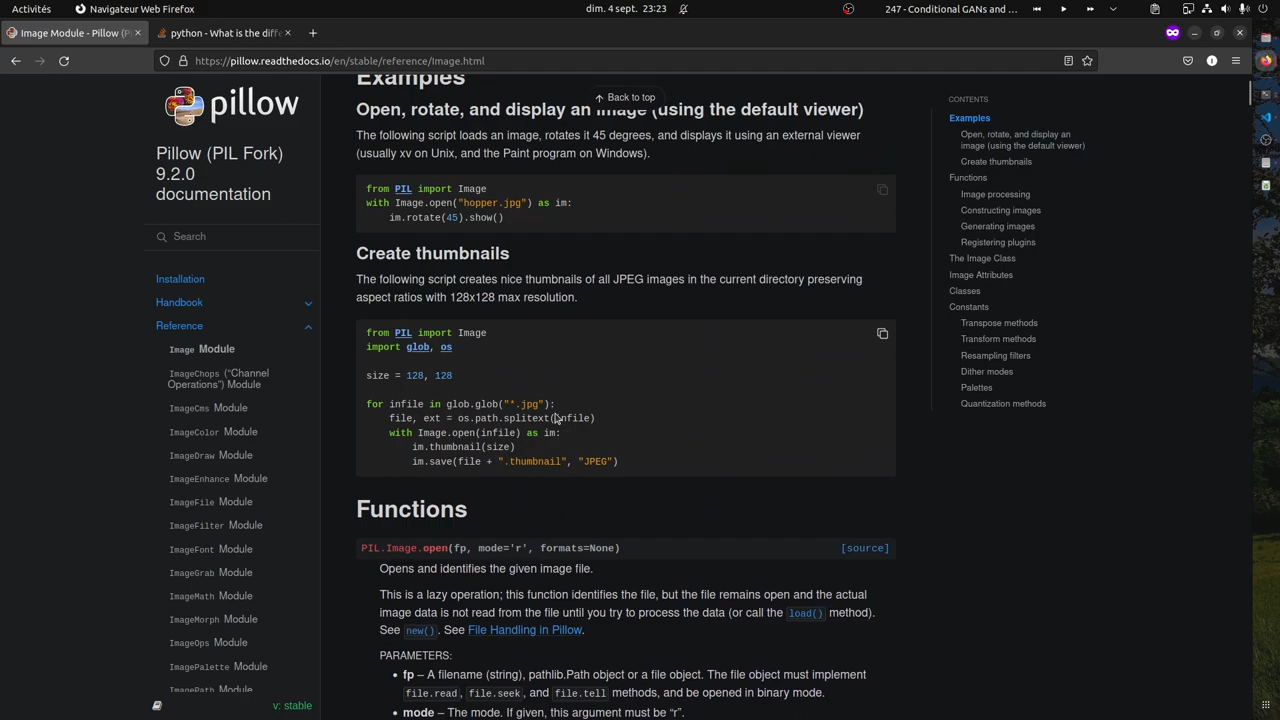 Activités
Navigateur Web Firefox
dim. 4 sept. 23:23
247 - Conditional GANs and ...
Image Module - Pillow (P
python - What is the diffe
https://pillow.readthedocs.io/en/stable/reference/Image.html
pillow
Pillow (PIL Fork)
9.2.0
documentation
Search
Installation
Handbook
Reference
Image Module
ImageChops (“Channel
Operations”) Module
ImageCms Module
ImageColor Module
ImageDraw Module
ImageEnhance Module
ImageFile Module
ImageFilter Module
ImageFont Module
ImageGrab Module
ImageMath Module
ImageMorph Module
ImageOps Module
ImagePalette Module
ImagePath Module
v: stable
Examples
Back to top
Open, rotate, and display an image (using the default viewer)
The following script loads an image, rotates it 45 degrees, and displays it using an external viewer
(usually xv on Unix, and the Paint program on Windows).
from PIL import Image
with Image.open("hopper.jpg") as im:
im.rotate(45).show()
Create thumbnails
The following script creates nice thumbnails of all JPEG images in the current directory preserving
aspect ratios with 128x128 max resolution.
from PIL import Image
import glob, os
size = 128, 128
for infile in glob.glob("*.jpg"):
file, ext = os.path.splitext(infile)
with Image.open(infile) as im:
im.thumbnail(size)
im.save(file + ".thumbnail", "JPEG")
Functions
PIL.Image.open(fp, mode='r', formats=None)
[source]
Opens and identifies the given image file.
This is a lazy operation; this function identifies the file, but the file remains open and the actual
image data is not read from the file until you try to process the data (or call the load() method).
See new(). See File Handling in Pillow.
PARAMETERS:
• fp – A filename (string), pathlib.Path object or a file object. The file object must implement
file.read, file.seek, and file.tell methods, and be opened in binary mode.
• mode – The mode. If given, this argument must be “r”.
CONTENTS
Examples
Open, rotate, and display an
image (using the default viewer)
Create thumbnails
Functions
Image processing
Constructing images
Generating images
Registering plugins
The Image Class
Image Attributes
Classes
Constants
Transpose methods
Transform methods
Resampling filters
Dither modes
Palettes
Quantization methods